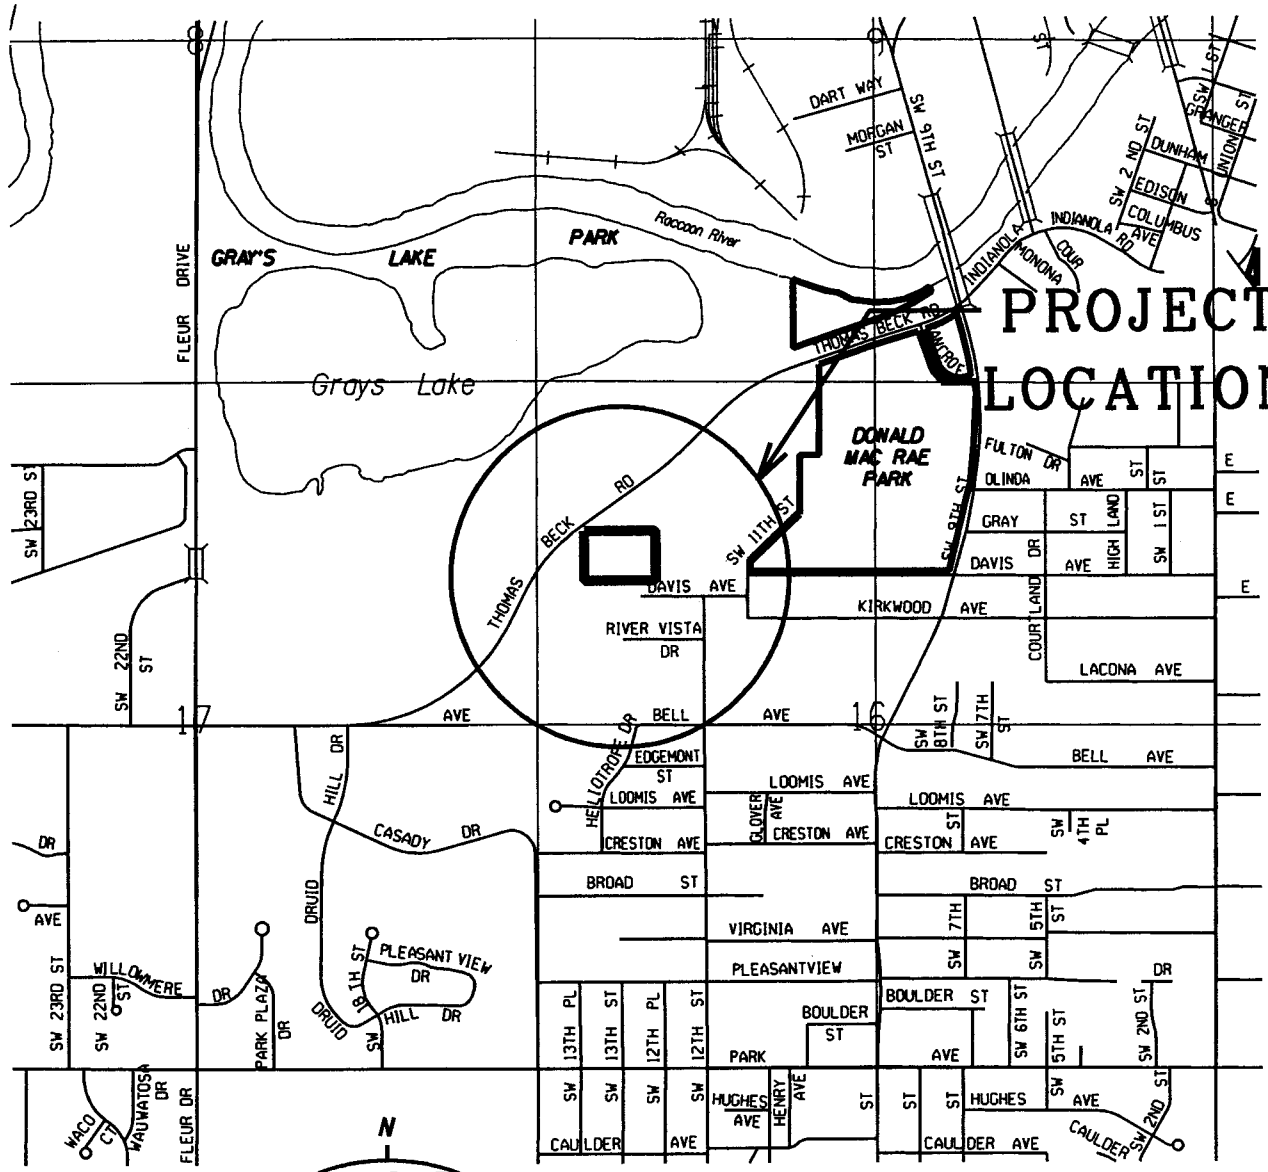 8
9
ST
SW 1 ST
ST
GRANGER
UNION
DART WAY
SW 9TH ST
MORGAN
ST
SW 2 ND ST
DUNHAM
EDISON
S
COLUMBUS
AVE
INDIANOLA RD
COUR
MONONA
INDIANOLA
Raccoon River
PARK
GRAY'S
LAKE
FLEUR DRIVE
PROJECT
LOCATION
THOMAS BECK RD
Grays Lake
DONALD
MAC RAE
PARK
FULTON DR
OLINDA AVE
ST
ST
E
E
E
SW 23RD ST
THOMAS BECK RD
SW 11TH ST
SW 9TH ST
GRAY ST
HIGH LAND
SW 1 ST
DAVIS AVE
DR
COURTLAND
DAVIS AVE
KIRKWOOD AVE
RIVER VISTA
DR
SW 22ND
ST
LACONA AVE
17
AVE
BELL AVE
16
SW 8TH ST
SW 7TH
ST
BELL AVE
HELIOTROPE DR
EDGEMONT
ST
LOOMIS AVE
LOOMIS AVE
LOOMIS AVE
HILL DR
CASADY DR
GLOVER
AVE
CRESTON AVE
CRESTON AVE
CRESTON AVE
ST
SW
4TH
PL
DR
AVE
DRUID
BROAD ST
BROAD ST
VIRGINIA AVE
SW 7TH
SW 5TH
ST
PLEASANTVIEW
DR
SW 23RD ST
WILLOWMERE DR
SW 22ND
ST
PARK PLAZA
DR
18 TH ST
SW
PLEASANT VIEW
DR
DRUID HILL DR
BOULDER
ST
BOULDER ST
SW 6TH ST
SW 5TH ST
SW 2ND ST
SW 13TH PL
SW 13TH ST
SW 12TH PL
SW 12TH ST
PARK AVE
WACO
CT
WAUWATOSA
DR
FLEUR DR
N
HUGHES
AVE
HENRY
AVE
ST
ST
ST
HUGHES AVE
SW 2ND ST
CAULDER AVE
CAULDER AVE
CAULDER